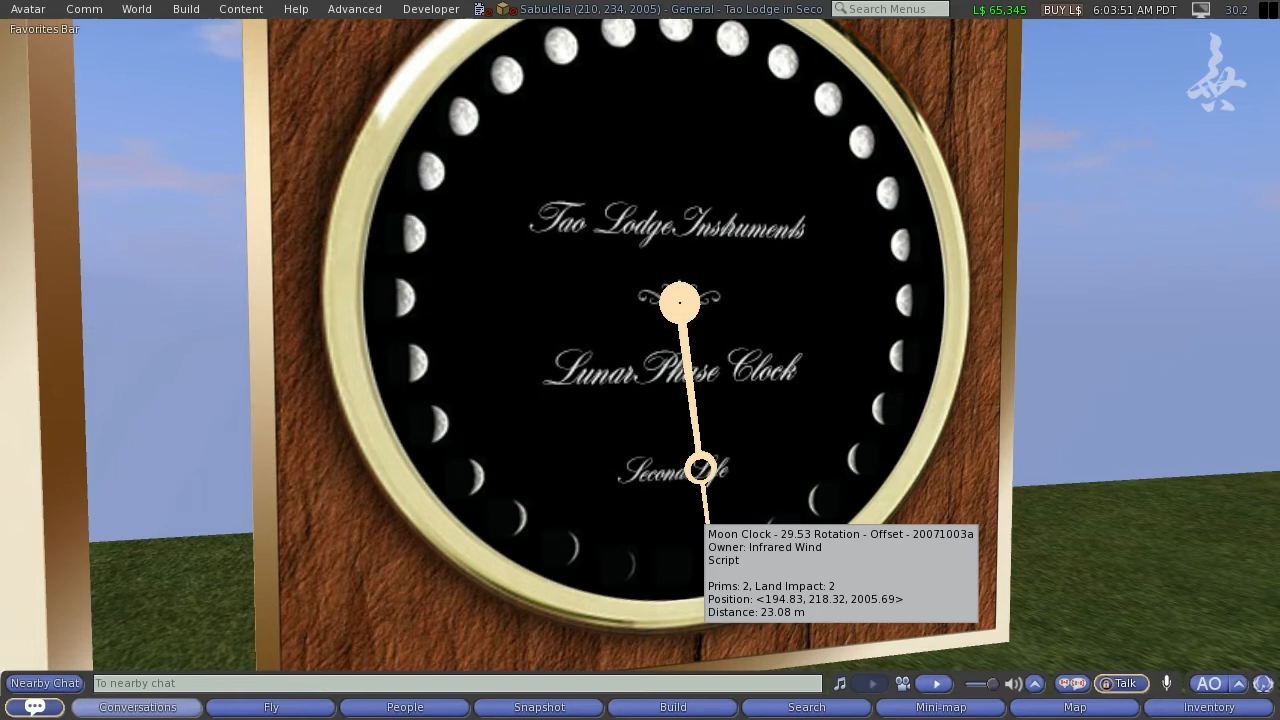 Avatar Comm World Build Content Help Advanced Developer Sabulella (210, 234, 2005) - General - Tao Lodge in Seco Search Menus L$ 65,345 BUY L$ 6:03:51 AM PDT 30.2
Favorites Bar
無
Tao Lodge Instruments
Lunar Phase Clock
Second Life
Moon Clock - 29.53 Rotation - Offset - 20071003a
Owner: Infrared Wind
Script
Prims: 2, Land Impact: 2
Position: <194.83, 218.32, 2005.69>
Distance: 23.08 m
Nearby Chat To nearby chat Talk AO
Conversations Fly People Snapshot Build Search Mini-map Map Inventory